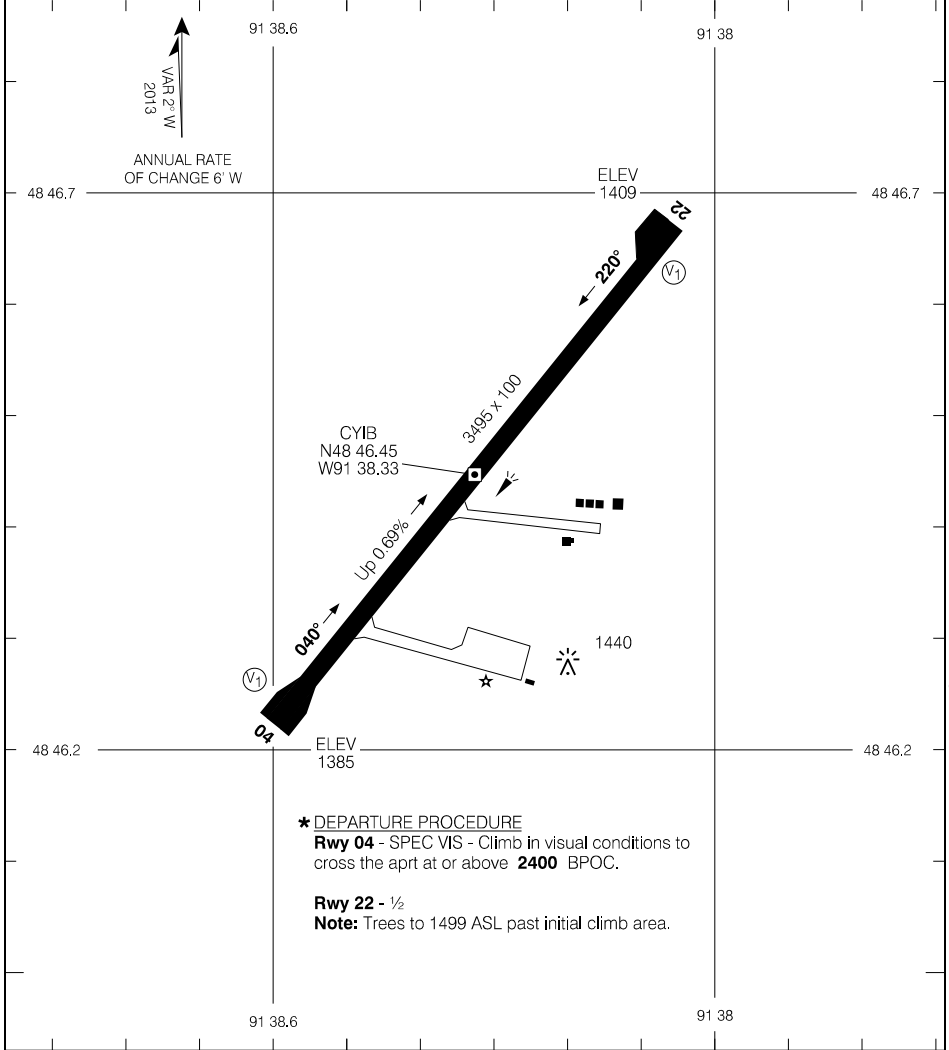 91 38.6
91 38
VAR 2° W
2013
ANNUAL RATE
OF CHANGE 6' W
ELEV
1409
48 46.7
48 46.7
22
220°
V1
3495 x 100
CYIB
N48 46.45
W91 38.33
Up 0.69%
040°
1440
V1
04
48 46.2
ELEV
1385
48 46.2
* DEPARTURE PROCEDURE
Rwy 04 - SPEC VIS - Climb in visual conditions to
cross the aprt at or above 2400 BPOC.
Rwy 22 - ½
Note: Trees to 1499 ASL past initial climb area.
91 38.6
91 38